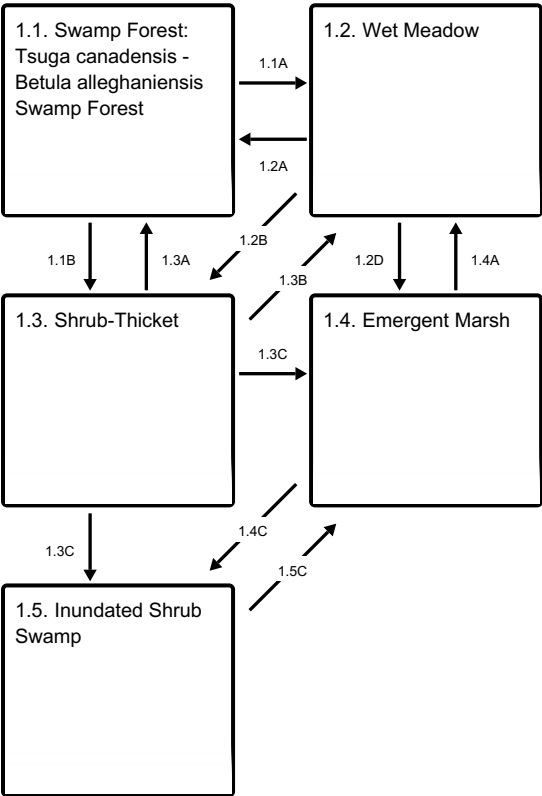 1.1. Swamp Forest:
Tsuga canadensis -
Betula alleghaniensis
Swamp Forest
1.1A
1.2. Wet Meadow
1.2A
1.1B
1.3A
1.2B
1.3B
1.2D
1.4A
1.3. Shrub-Thicket
1.3C
1.4. Emergent Marsh
1.3C
1.4C
1.5C
1.5. Inundated Shrub
Swamp